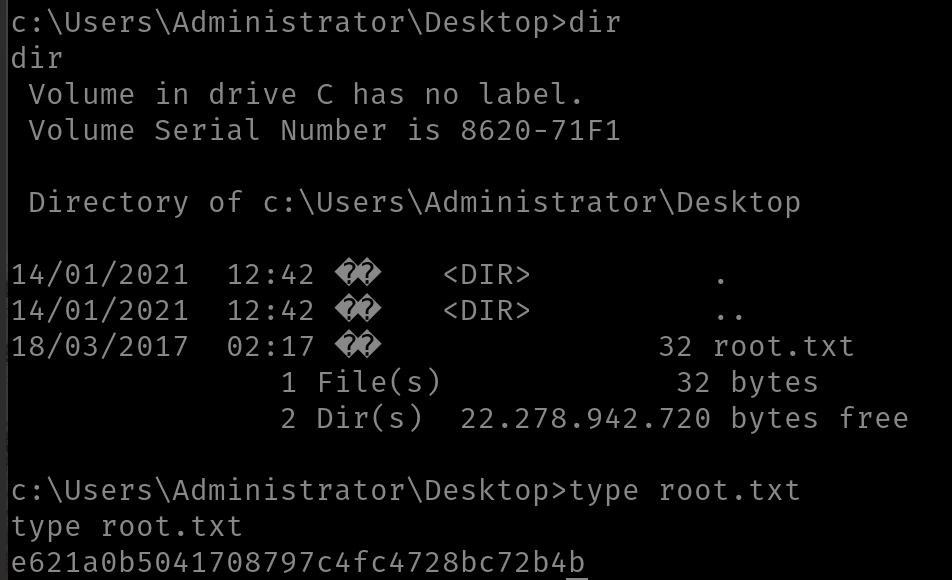 c:\Users\Administrator\Desktop>dir
dir
 Volume in drive C has no label.
 Volume Serial Number is 8620-71F1

 Directory of c:\Users\Administrator\Desktop

14/01/2021  12:42 ��    <DIR>          .
14/01/2021  12:42 ��    <DIR>          ..
18/03/2017  02:17 ��                32 root.txt
               1 File(s)             32 bytes
               2 Dir(s)  22.278.942.720 bytes free

c:\Users\Administrator\Desktop>type root.txt
type root.txt
e621a0b5041708797c4fc4728bc72b4b